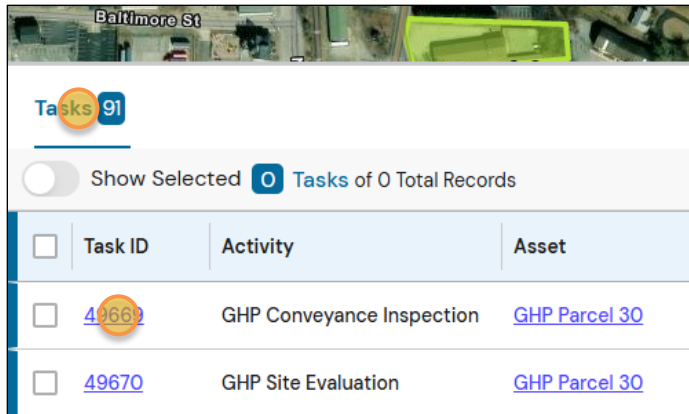 Baltimore St
Tasks 91
Show Selected 0 Tasks of 0 Total Records
Task ID Activity Asset
49669 GHP Conveyance Inspection GHP Parcel 30
49670 GHP Site Evaluation GHP Parcel 30